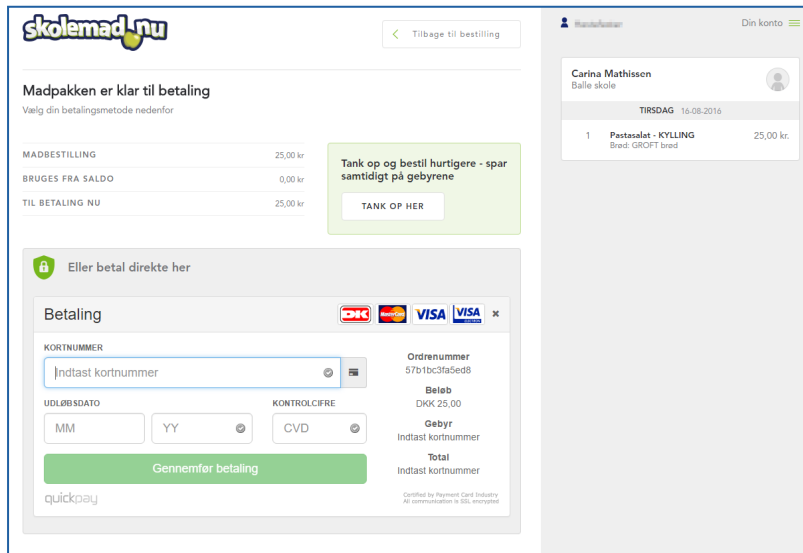 skolemad.nu
Tilbage til bestilling
Madpakken er klar til betaling
Vælg din betalingsmetode nedenfor
MADBESTILLING 25,00 kr
BRUGES FRA SALDO 0,00 kr
TIL BETALING NU 25,00 kr
Tank op og bestil hurtigere - spar
samtidigt på gebyrene
TANK OP HER
Eller betal direkte her
Betaling
DK MasterCard VISA VISA
KORTNUMMER
Indtast kortnummer
UDLØBSDATO KONTROLCIFRE
MM YY CVD
Gennemfør betaling
quickpay
Ordrenummer
57b1bc3fa5ed8
Beløb
DKK 25,00
Gebyr
Indtast kortnummer
Total
Indtast kortnummer
Certified by Payment Card Industry
All communication is SSL encrypted
Din konto
Carina Mathissen
Balle skole
TIRSDAG 16-08-2016
1 Pastasalat - KYLLING 25,00 kr.
Brød: GROFT brød